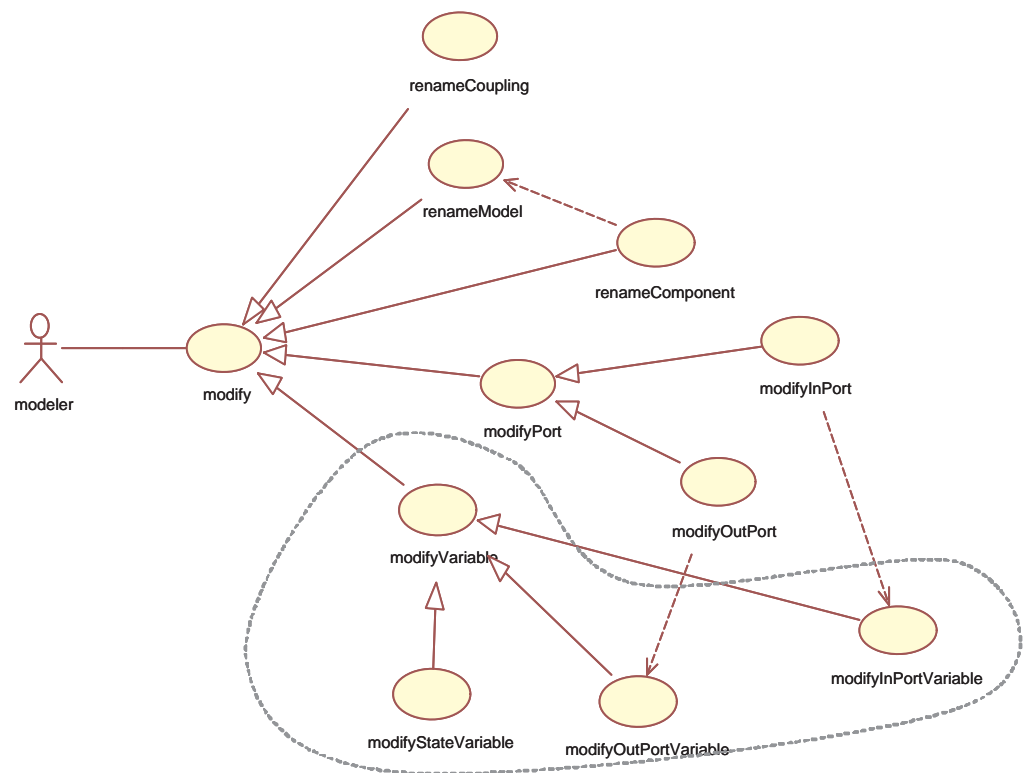 renameCoupling
renameModel
renameComponent
modeler
modify
modifyInPort
modifyPort
modifyOutPort
modifyVariable
modifyInPortVariable
modifyStateVariable
modifyOutPortVariable